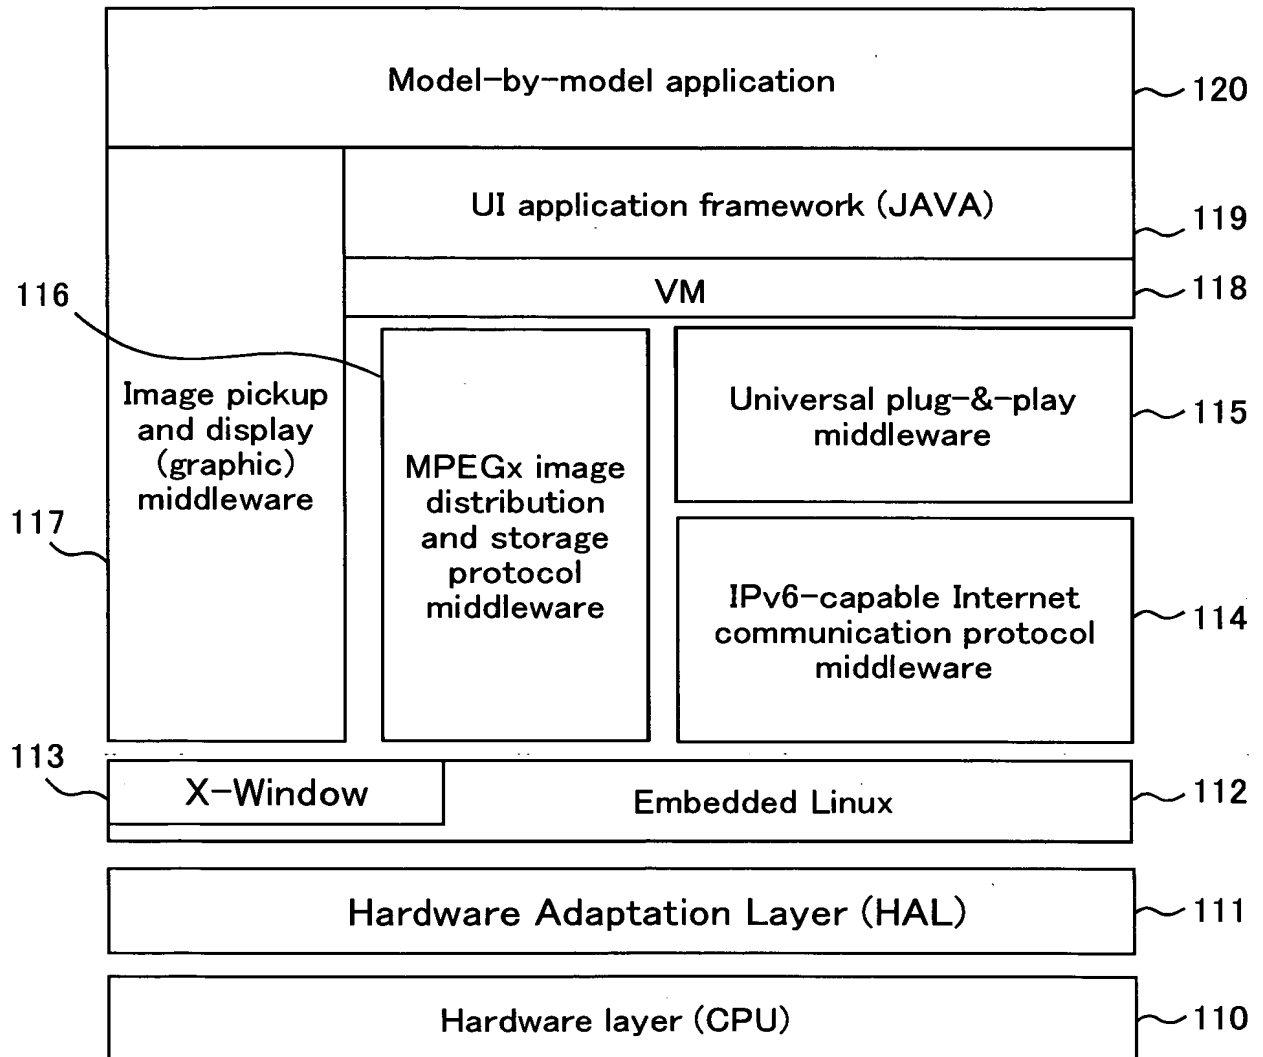 Model-by-model application
120
UI application framework (JAVA)
119
VM
118
116
Image pickup
and display
(graphic)
middleware
117
MPEGx image
distribution
and storage
protocol
middleware
Universal plug-&-play
middleware
115
IPv6-capable Internet
communication protocol
middleware
114
113
X-Window
Embedded Linux
112
Hardware Adaptation Layer (HAL)
111
Hardware layer (CPU)
110